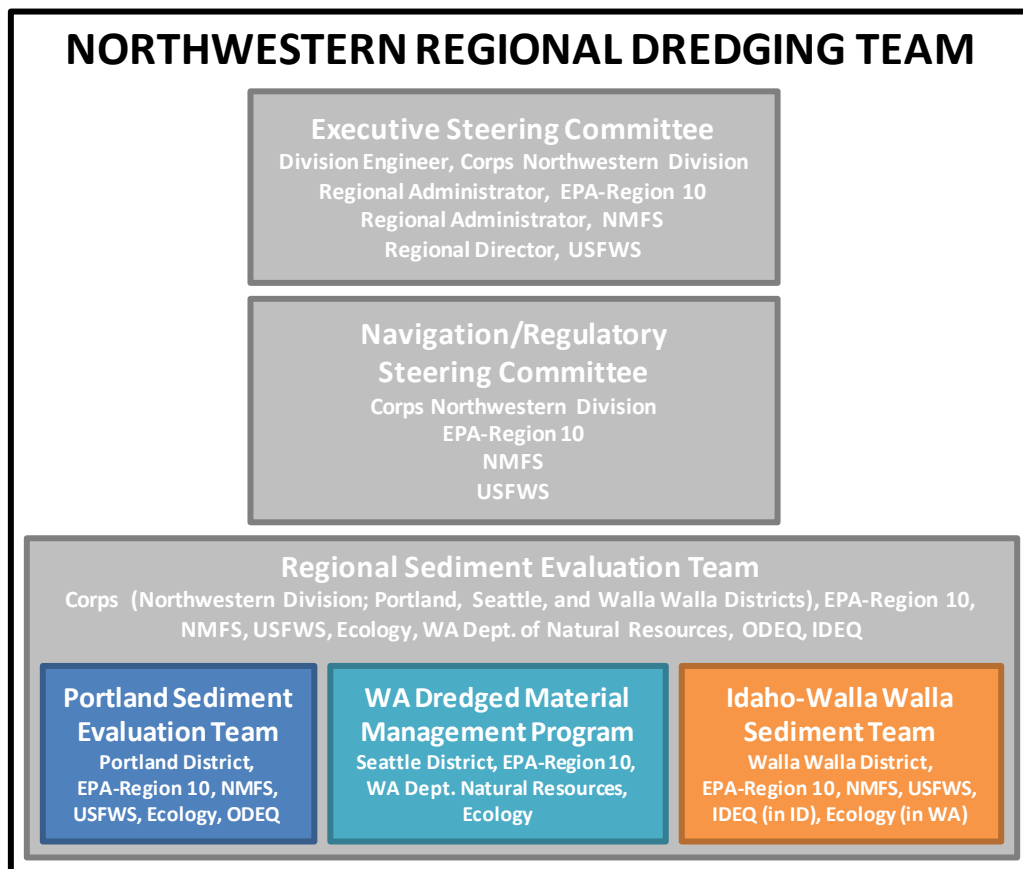 NORTHWESTERN REGIONAL DREDGING TEAM
Executive Steering Committee
Division Engineer, Corps Northwestern Division
Regional Administrator, EPA-Region 10
Regional Administrator, NMFS
Regional Director, USFWS
Navigation/Regulatory
Steering Committee
Corps Northwestern Division
EPA-Region 10
NMFS
USFWS
Regional Sediment Evaluation Team
Corps (Northwestern Division; Portland, Seattle, and Walla Walla Districts), EPA-Region 10,
NMFS, USFWS, Ecology, WA Dept. of Natural Resources, ODEQ, IDEQ
Portland Sediment
Evaluation Team
Portland District,
EPA-Region 10, NMFS,
USFWS, Ecology, ODEQ
WA Dredged Material
Management Program
Seattle District, EPA-Region 10,
WA Dept. Natural Resources,
Ecology
Idaho-Walla Walla
Sediment Team
Walla Walla District,
EPA-Region 10, NMFS, USFWS,
IDEQ (in ID), Ecology (in WA)